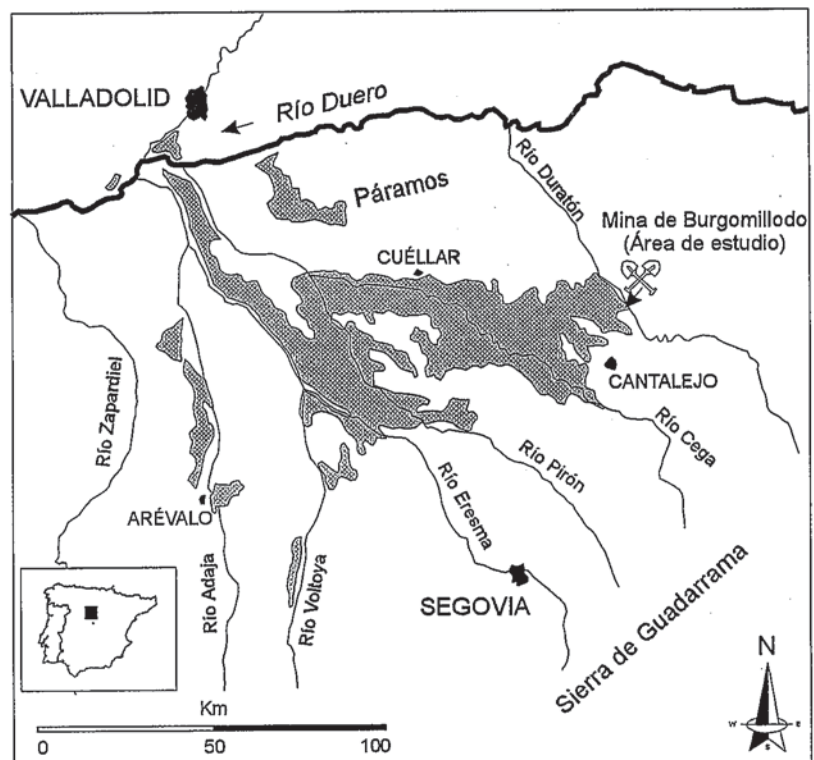 VALLADOLID
Río Duero
Páramos
Río Duratón
Mina de Burgomillodo
(Área de estudio)
CUÉLLAR
CANTALEJO
Río Zapardiel
Río Cega
Río Pirón
Río Eresma
ARÉVALO
Río Adaja
Río Voltoya
SEGOVIA
Sierra de Guadarrama
N
W
E
S
Km
0
50
100